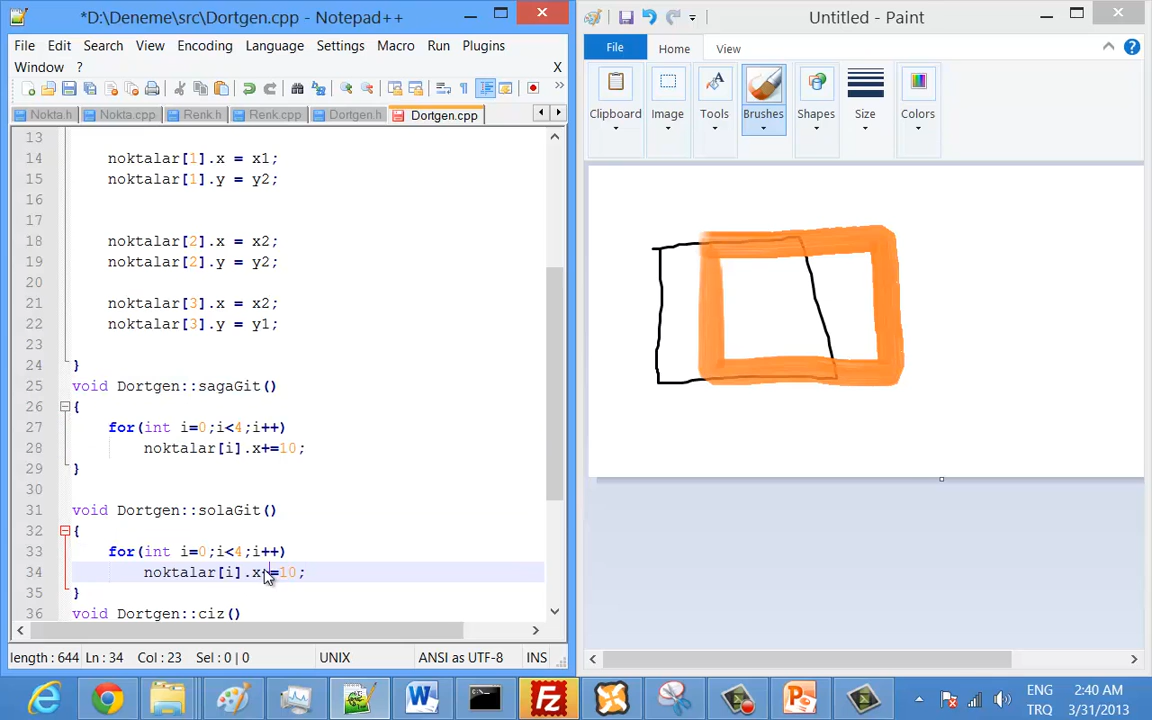 *D:\Deneme\src\Dortgen.cpp - Notepad++
File Edit Search View Encoding Language Settings Macro Run Plugins
Window ? X
Nokta.h Nokta.cpp Renk.h Renk.cpp Dortgen.h Dortgen.cpp
13
14 noktalar[1].x = x1;
15 noktalar[1].y = y2;
16
17
18 noktalar[2].x = x2;
19 noktalar[2].y = y2;
20
21 noktalar[3].x = x2;
22 noktalar[3].y = y1;
23
24 }
25 void Dortgen::sagaGit()
26 {
27 for(int i=0;i<4;i++)
28 noktalar[i].x+=10;
29 }
30
31 void Dortgen::solaGit()
32 {
33 for(int i=0;i<4;i++)
34 noktalar[i].x+=10;
35 }
36 void Dortgen::ciz()
length : 644 Ln : 34 Col : 23 Sel : 0 | 0 UNIX ANSI as UTF-8 INS
Untitled - Paint
File Home View
Clipboard Image Tools Brushes Shapes Size Colors
ENG
TRQ
2:40 AM
3/31/2013